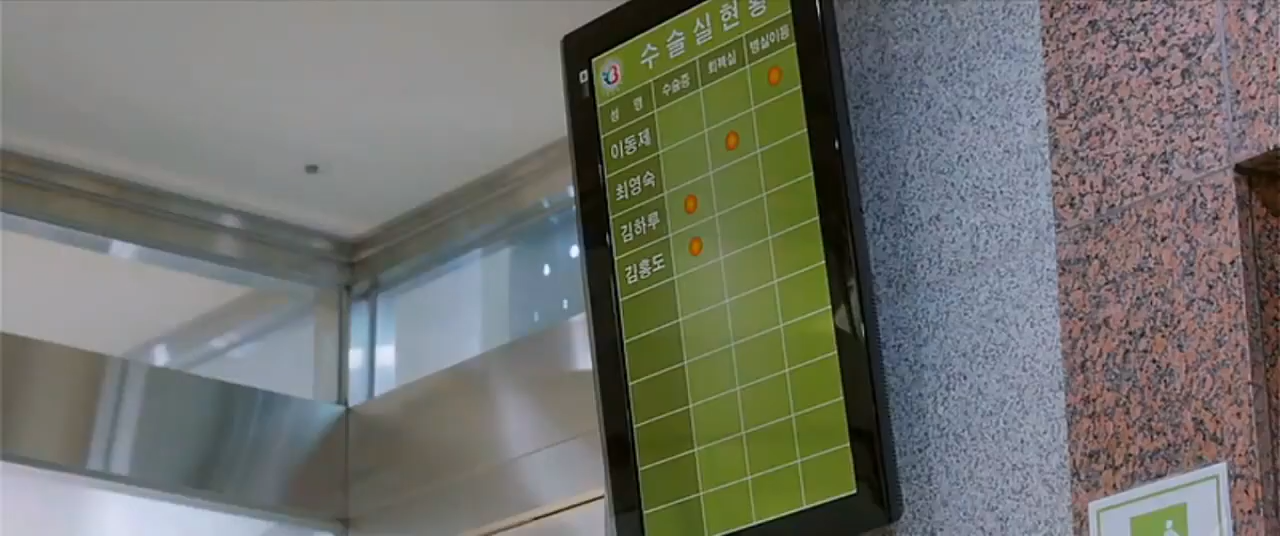 수술실현황
성 명 수술중 회복실 병실이동
이동제
최영숙
김하루
김홍도